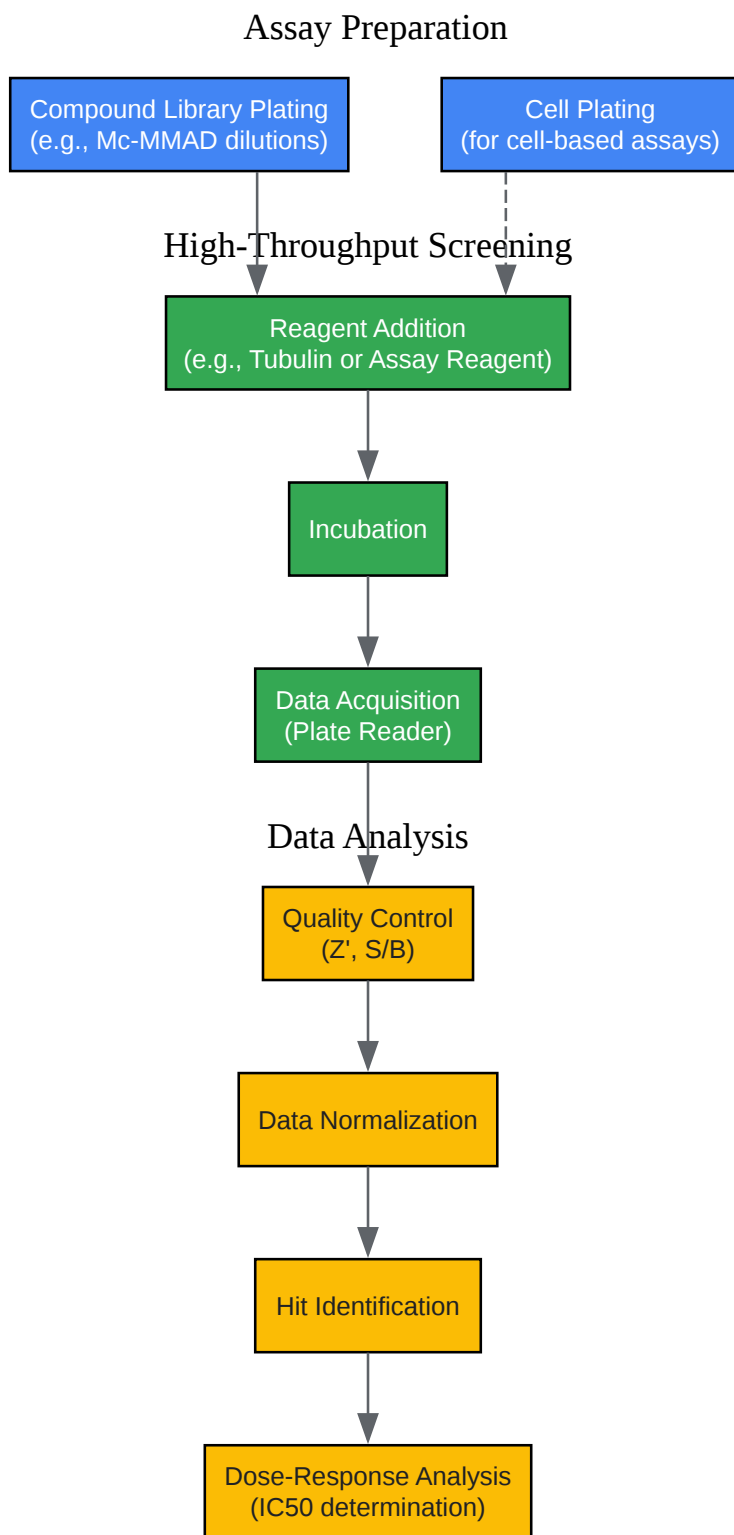 Assay Preparation
Compound Library Plating
(e.g., Mc-MMAD dilutions)
Cell Plating
(for cell-based assays)
High-Throughput Screening
Reagent Addition
(e.g., Tubulin or Assay Reagent)
Incubation
Data Acquisition
(Plate Reader)
Data Analysis
Quality Control
(Z', S/B)
Data Normalization
Hit Identification
Dose-Response Analysis
(IC50 determination)